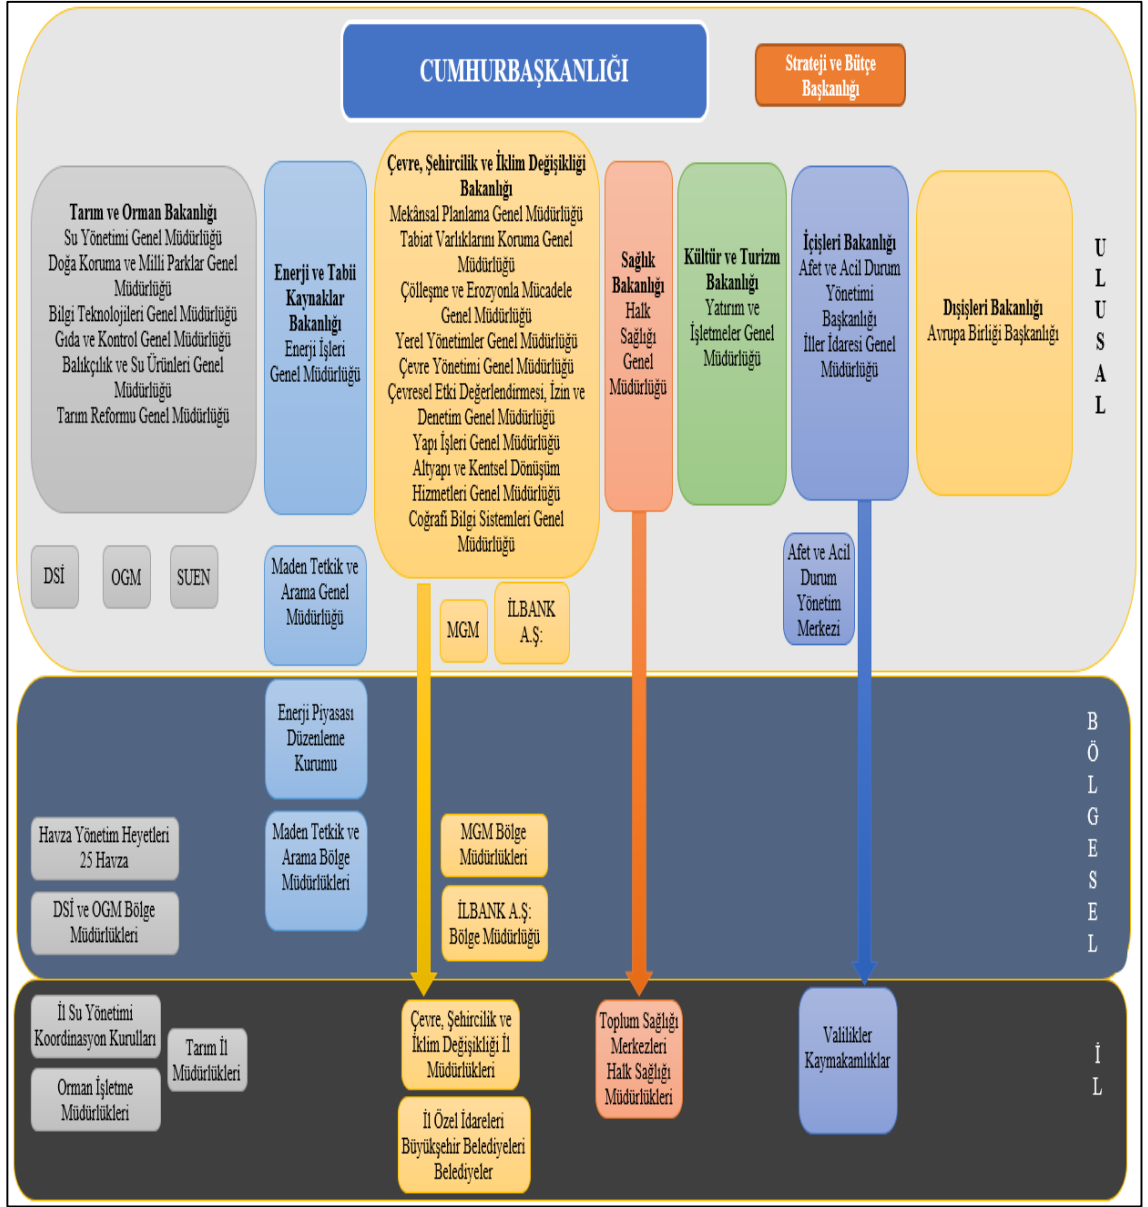 CUMHURBAŞKANLIĞI
Strateji ve Bütçe
Başkanlığı
Tarım ve Orman Bakanlığı
Su Yönetimi Genel Müdürlüğü
Doğa Koruma ve Milli Parklar Genel
Müdürlüğü
Bilgi Teknolojileri Genel Müdürlüğü
Gıda ve Kontrol Genel Müdürlüğü
Balıkçılık ve Su Ürünleri Genel
Müdürlüğü
Tarım Reformu Genel Müdürlüğü
Enerji ve Tabii
Kaynaklar
Bakanlığı
Enerji İşleri
Genel Müdürlüğü
Çevre, Şehircilik ve İklim Değişikliği
Bakanlığı
Mekânsal Planlama Genel Müdürlüğü
Tabiat Varlıklarını Koruma Genel
Müdürlüğü
Çölleşme ve Erozyonla Mücadele
Genel Müdürlüğü
Yerel Yönetimler Genel Müdürlüğü
Çevre Yönetimi Genel Müdürlüğü
Çevresel Etki Değerlendirmesi, İzin ve
Denetim Genel Müdürlüğü
Yapı İşleri Genel Müdürlüğü
Altyapı ve Kentsel Dönüşüm
Hizmetleri Genel Müdürlüğü
Coğrafi Bilgi Sistemleri Genel
Müdürlüğü
Sağlık
Bakanlığı
Halk
Sağlığı
Genel
Müdürlüğü
Kültür ve Turizm
Bakanlığı
Yatırım ve
İşletmeler Genel
Müdürlüğü
İçişleri Bakanlığı
Afet ve Acil Durum
Yönetimi
Başkanlığı
İller İdaresi Genel
Müdürlüğü
Dışişleri Bakanlığı
Avrupa Birliği Başkanlığı
U
L
U
S
A
L
DSİ
OGM
SUEN
Maden Tetkik ve
Arama Genel
Müdürlüğü
MGM
İLBANK
A.Ş:
Afet ve Acil
Durum
Yönetim
Merkezi
Enerji Piyasası
Düzenleme
Kurumu
Havza Yönetim Heyetleri
25 Havza
DSİ ve OGM Bölge
Müdürlükleri
Maden Tetkik ve
Arama Bölge
Müdürlükleri
MGM Bölge
Müdürlükleri
İLBANK A.Ş:
Bölge Müdürlüğü
B
Ö
L
G
E
S
E
L
İl Su Yönetimi
Koordinasyon Kurulları
Orman İşletme
Müdürlükleri
Tarım İl
Müdürlükleri
Çevre, Şehircilik ve
İklim Değişikliği İl
Müdürlükleri
İl Özel İdareleri
Büyükşehir Belediyeleri
Belediyeler
Toplum Sağlığı
Merkezleri
Halk Sağlığı
Müdürlükleri
Valilikler
Kaymakamlıklar
İ
L